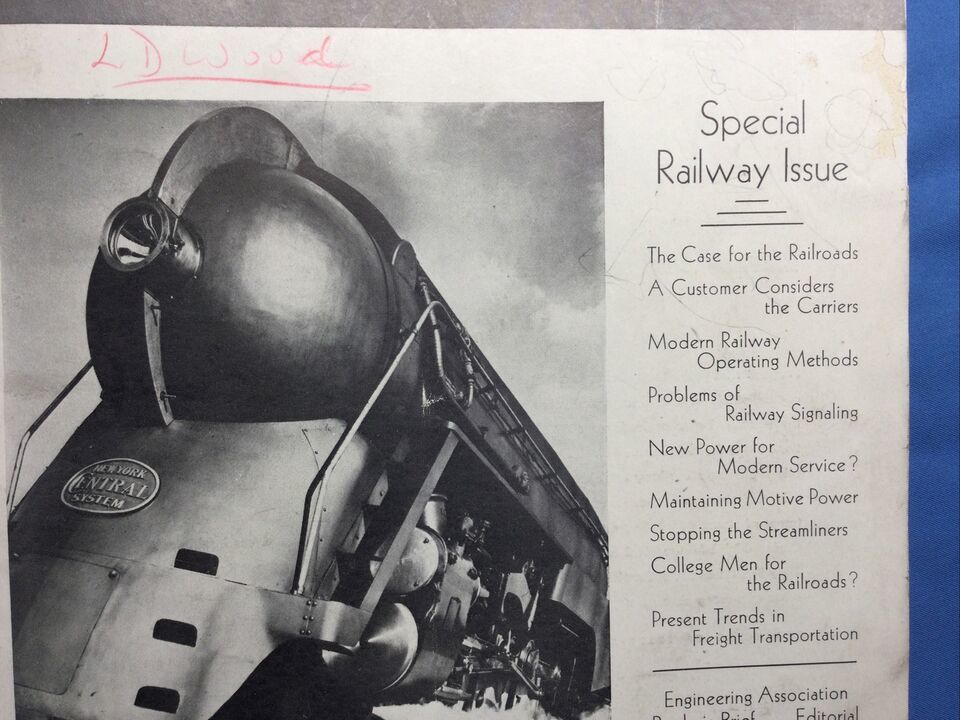 LD Wood
NEW YORK
CENTRAL
SYSTEM
Special
Railway Issue
The Case for the Railroads
A Customer Considers
the Carriers
Modern Railway
Operating Methods
Problems of
Railway Signaling
New Power for
Modern Service?
Maintaining Motive Power
Stopping the Streamliners
College Men for
the Railroads?
Present Trends in
Freight Transportation
Engineering Association
Brief Editorial